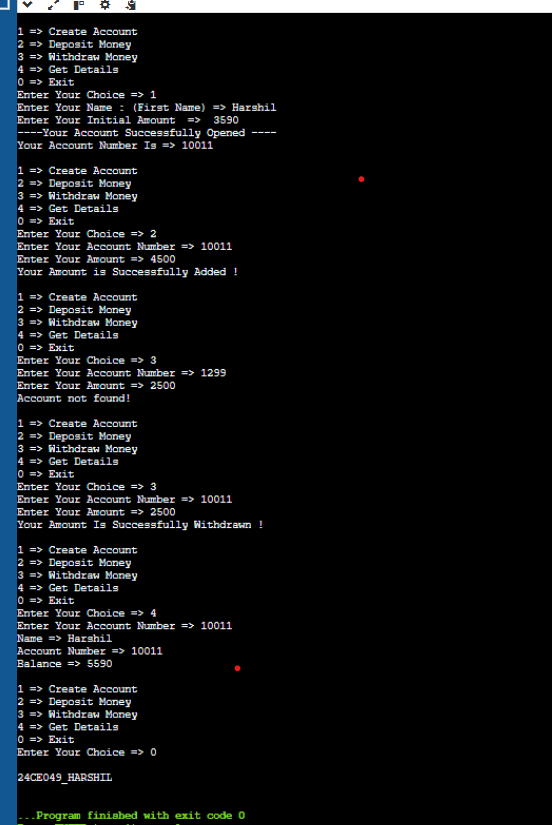 1 => Create Account
2 => Deposit Money
3 => Withdraw Money
4 => Get Details
0 => Exit
Enter Your Choice => 1
Enter Your Name : (First Name) => Harshil
Enter Your Initial Amount  =>  3590
----Your Account Successfully Opened ----
Your Account Number Is => 10011
1 => Create Account
2 => Deposit Money
3 => Withdraw Money
4 => Get Details
0 => Exit
Enter Your Choice => 2
Enter Your Account Number => 10011
Enter Your Amount => 4500
Your Amount is Successfully Added !
1 => Create Account
2 => Deposit Money
3 => Withdraw Money
4 => Get Details
0 => Exit
Enter Your Choice => 3
Enter Your Account Number => 1299
Enter Your Amount => 2500
Account not found!
1 => Create Account
2 => Deposit Money
3 => Withdraw Money
4 => Get Details
0 => Exit
Enter Your Choice => 3
Enter Your Account Number => 10011
Enter Your Amount => 2500
Your Amount Is Successfully Withdrawn !
1 => Create Account
2 => Deposit Money
3 => Withdraw Money
4 => Get Details
0 => Exit
Enter Your Choice => 4
Enter Your Account Number => 10011
Name => Harshil
Account Number => 10011
Balance => 5590
1 => Create Account
2 => Deposit Money
3 => Withdraw Money
4 => Get Details
0 => Exit
Enter Your Choice => 0
24CE049_HARSHIL
...Program finished with exit code 0